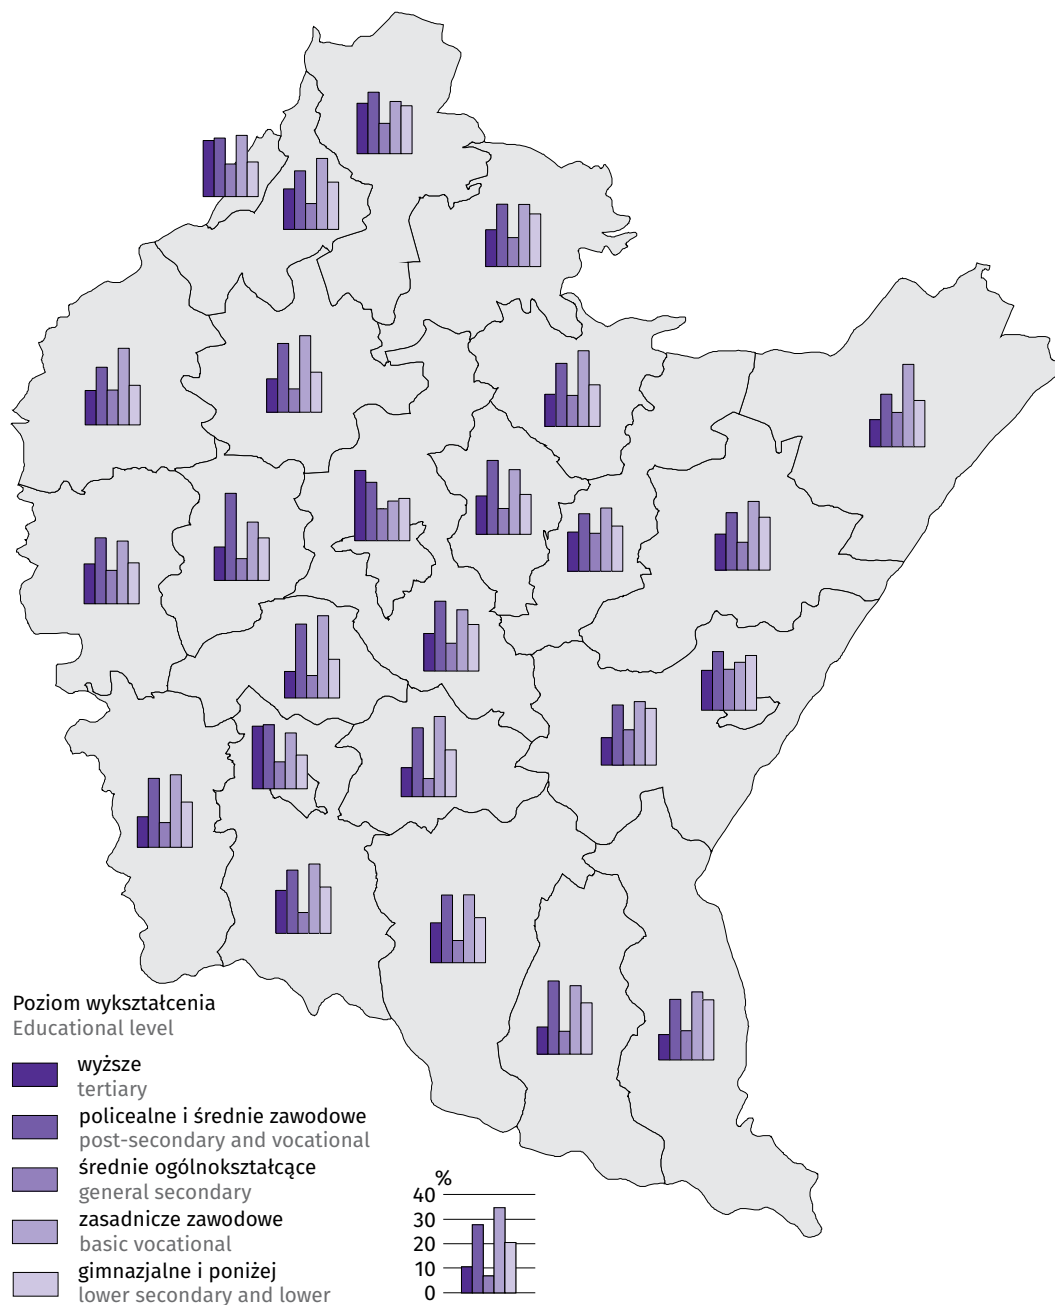 Poziom wykształcenia
Educational level
wyższe
tertiary
policealne i średnie zawodowe
post-secondary and vocational
średnie ogólnokształcące
general secondary
zasadnicze zawodowe
basic vocational
gimnazjalne i poniżej
lower secondary and lower
%
40
30
20
10
0